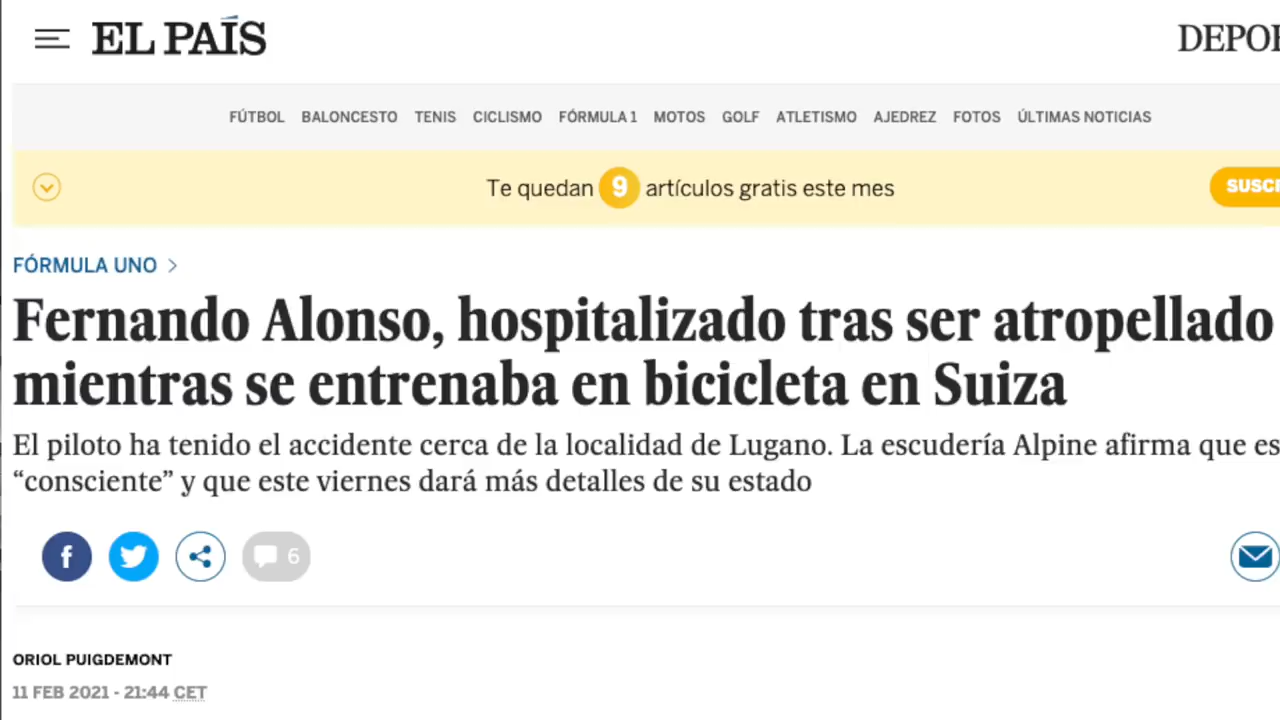 EL PAÍS
FÚTBOL BALONCESTO TENIS CICLISMO FÓRMULA 1 MOTOS GOLF ATLETISMO AJEDREZ FOTOS ÚLTIMAS NOTICIAS
Te quedan 9 artículos gratis este mes
FÓRMULA UNO
Fernando Alonso, hospitalizado tras ser atropellado
mientras se entrenaba en bicicleta en Suiza
El piloto ha tenido el accidente cerca de la localidad de Lugano. La escudería Alpine afirma que es
“consciente” y que este viernes dará más detalles de su estado
6
ORIOL PUIGDEMONT
11 FEB 2021 - 21:44 CET